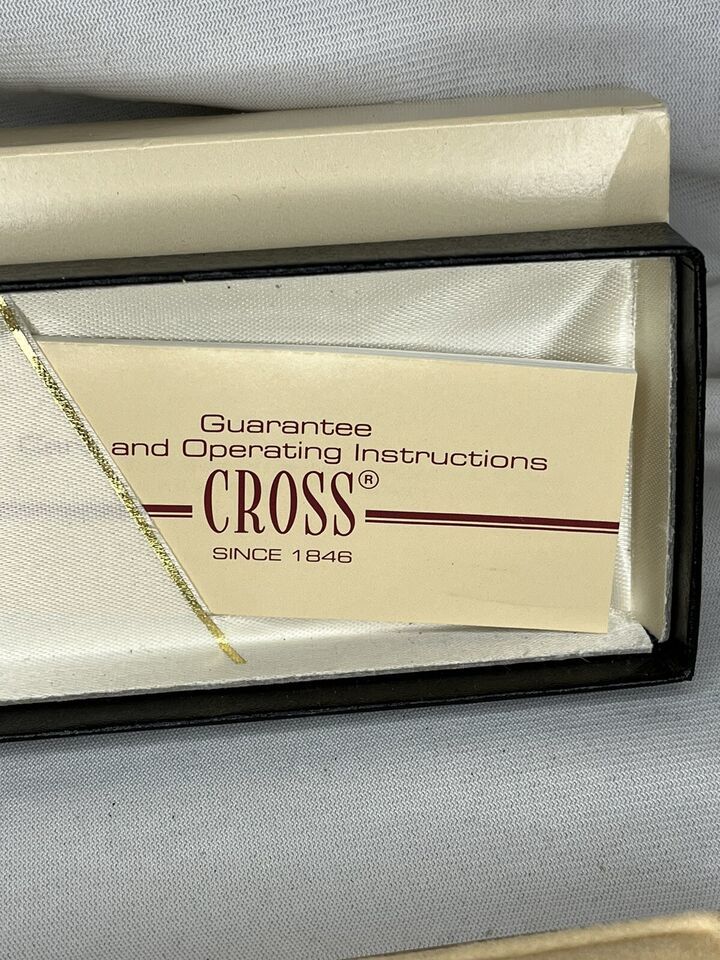 Guarantee
and Operating Instructions
CROSS®
SINCE 1846